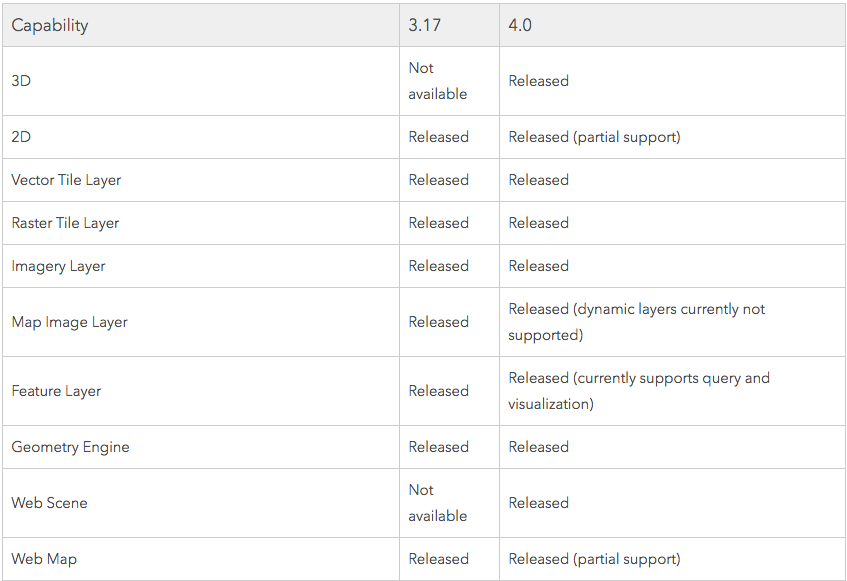 Capability 3.17 4.0
3D Not available Released
2D Released Released (partial support)
Vector Tile Layer Released Released
Raster Tile Layer Released Released
Imagery Layer Released Released
Map Image Layer Released Released (dynamic layers currently not
supported)
Feature Layer Released Released (currently supports query and
visualization)
Geometry Engine Released Released
Web Scene Not available Released
Web Map Released Released (partial support)